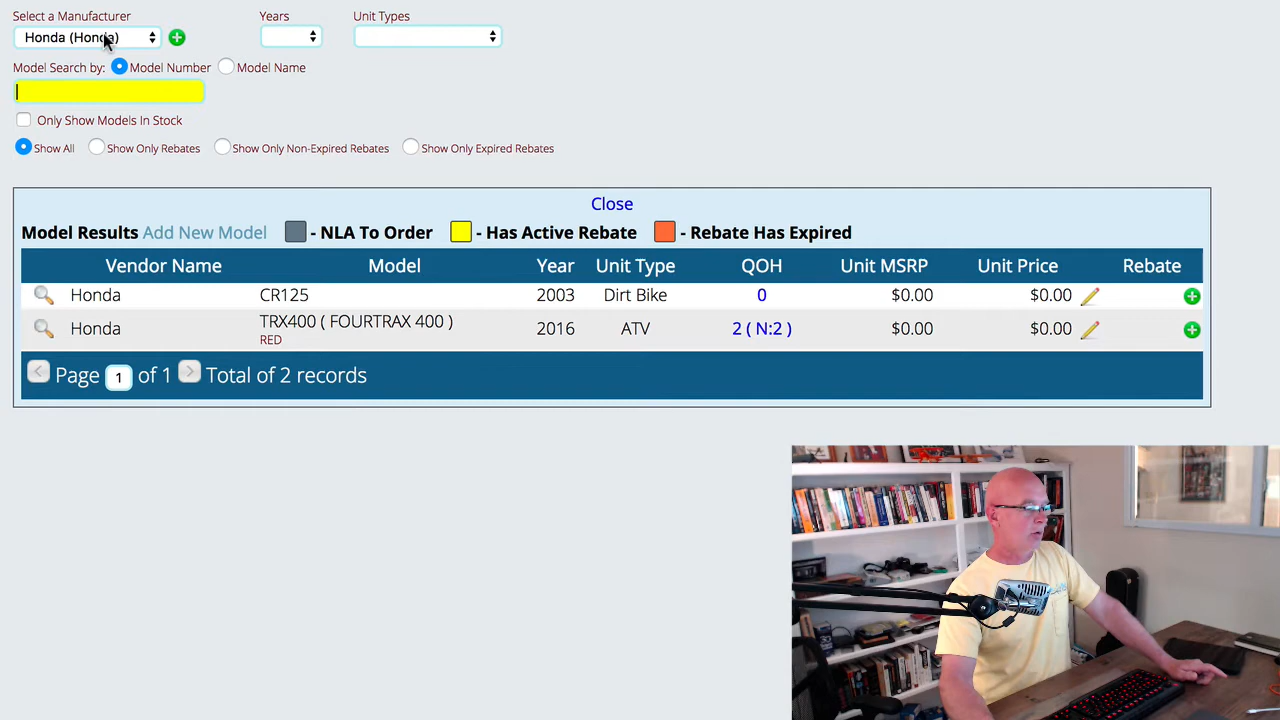 Select a Manufacturer Years Unit Types
Honda (Honda)
Model Search by: Model Number Model Name
Only Show Models In Stock
Show All Show Only Rebates Show Only Non-Expired Rebates Show Only Expired Rebates
Close
Model Results Add New Model - NLA To Order - Has Active Rebate - Rebate Has Expired
Vendor Name Model Year Unit Type QOH Unit MSRP Unit Price Rebate
Honda CR125 2003 Dirt Bike 0 $0.00 $0.00
Honda TRX400 ( FOURTRAX 400 ) 2016 ATV 2 ( N:2 ) $0.00 $0.00
RED
Page 1 of 1 Total of 2 records